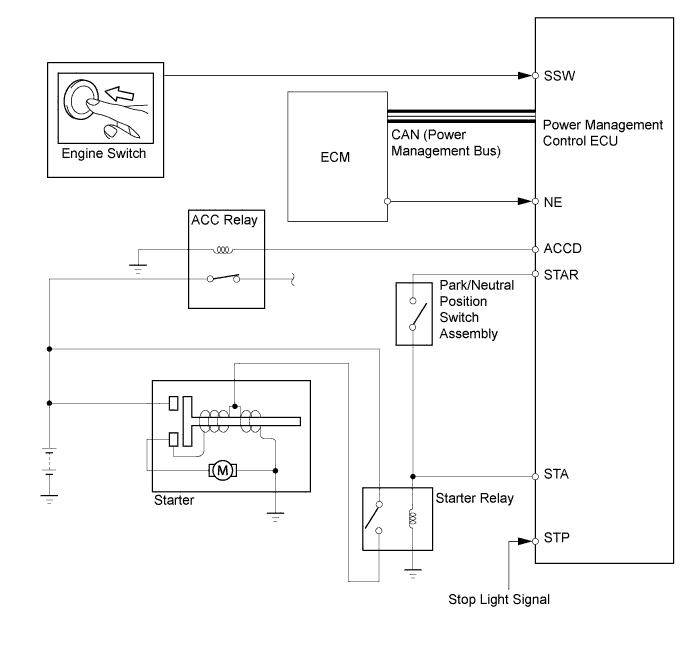 SSW
Engine Switch
ECM
CAN (Power
Management Bus)
Power Management
Control ECU
NE
ACC Relay
ACCD
STAR
Park/Neutral
Position
Switch
Assembly
M
Starter
STA
Starter Relay
STP
Stop Light Signal